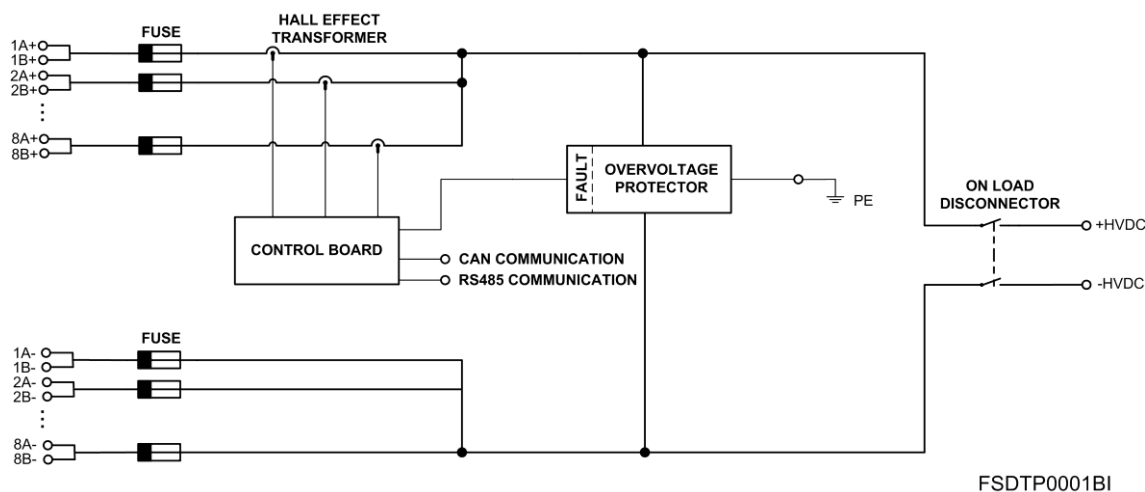 FUSE
HALL EFFECT
TRANSFORMER
1A+
1B+
2A+
2B+
⋮
8A+
8B+
FAULT
OVERVOLTAGE
PROTECTOR
PE
ON LOAD
DISCONNECTOR
+HVDC
-HVDC
CONTROL BOARD
CAN COMMUNICATION
RS485 COMMUNICATION
FUSE
1A-
1B-
2A-
2B-
⋮
8A-
8B-
FSDTP0001BI